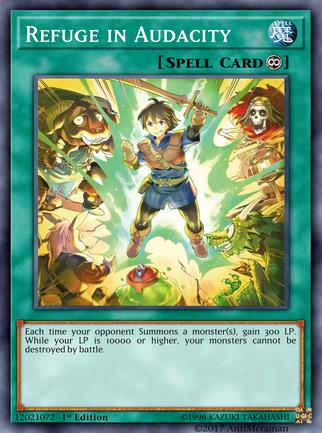 Refuge in Audacity
[Spell Card]
Each time your opponent Summons a monster(s), gain 300 LP.
While your LP is 10000 or higher, your monsters cannot be
destroyed by battle.
12021072 1st Edition
©1996 KAZUKI TAKAHASHI
©2017 AntiMetaman